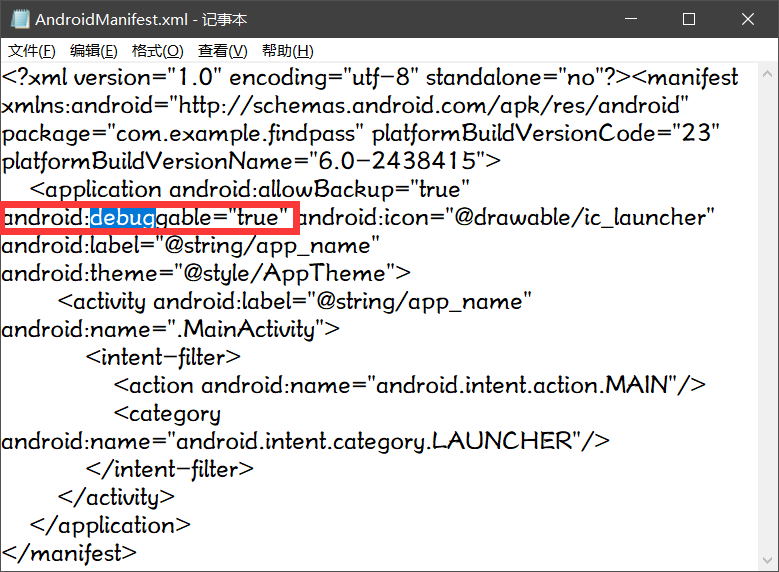 AndroidManifest.xml - 记事本
文件(F) 编辑(E) 格式(O) 查看(V) 帮助(H)
<?xml version="1.0" encoding="utf-8" standalone="no"?><manifest
xmlns:android="http://schemas.android.com/apk/res/android"
package="com.example.findpass" platformBuildVersionCode="23"
platformBuildVersionName="6.0-2438415">
    <application android:allowBackup="true"
android:debuggable="true" android:icon="@drawable/ic_launcher"
android:label="@string/app_name"
android:theme="@style/AppTheme">
        <activity android:label="@string/app_name"
android:name=".MainActivity">
            <intent-filter>
                <action android:name="android.intent.action.MAIN"/>
                <category
android:name="android.intent.category.LAUNCHER"/>
            </intent-filter>
        </activity>
    </application>
</manifest>